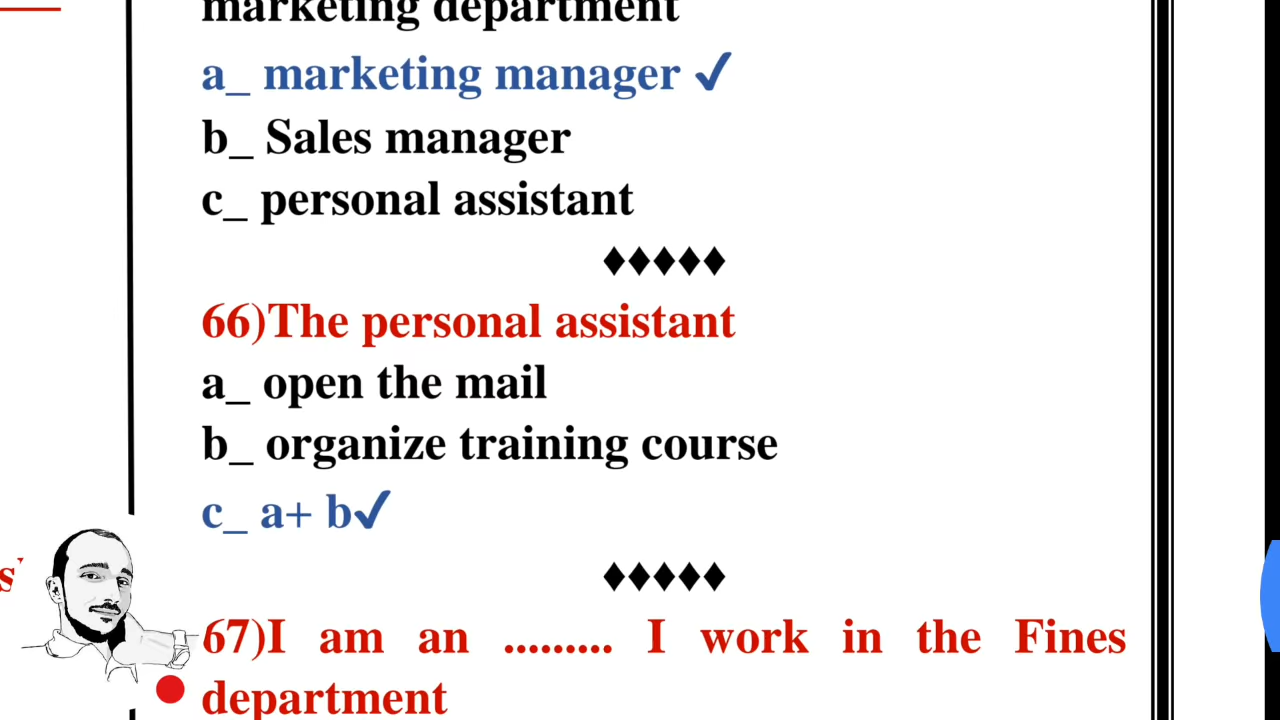 marketing department
a_ marketing manager ✓
b_ Sales manager
c_ personal assistant
♦♦♦♦♦
66)The personal assistant
a_ open the mail
b_ organize training course
c_ a+ b✓
♦♦♦♦♦
67)I am an ......... I work in the Fines
department